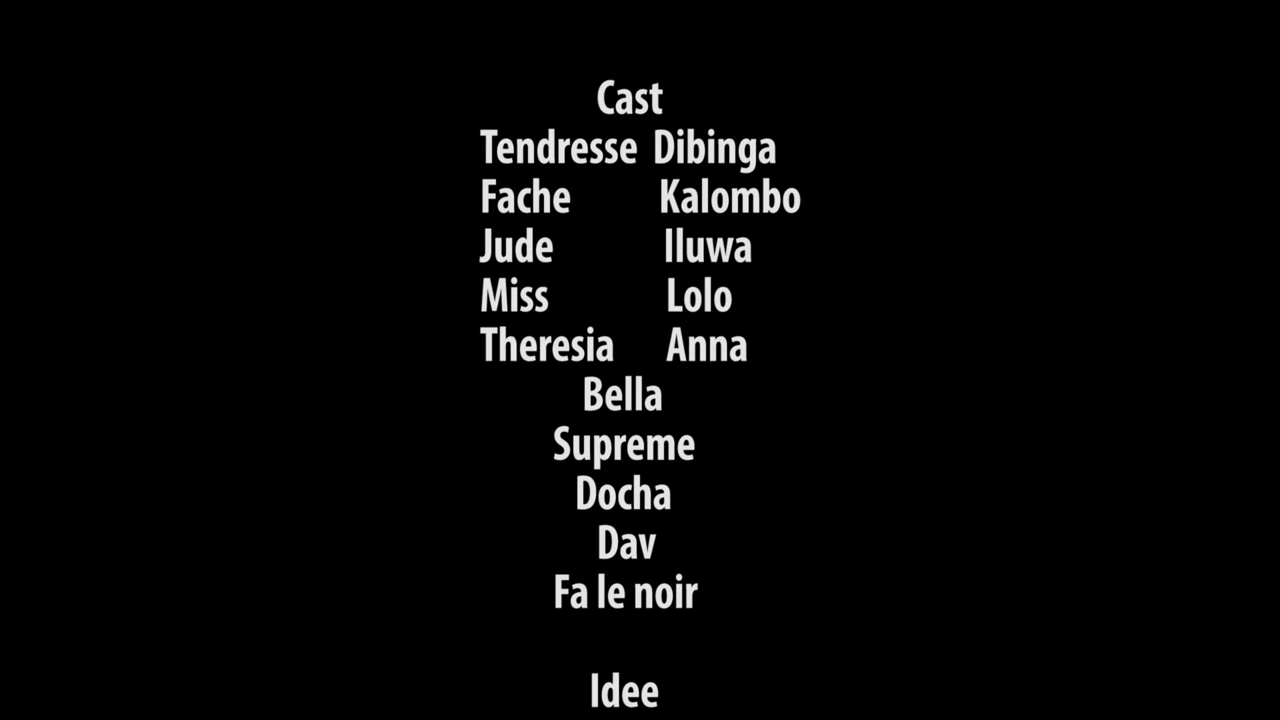 Cast
Tendresse Dibinga
Fache Kalombo
Jude Iluwa
Miss Lolo
Theresia Anna
Bella
Supreme
Docha
Dav
Fa le noir
Idee